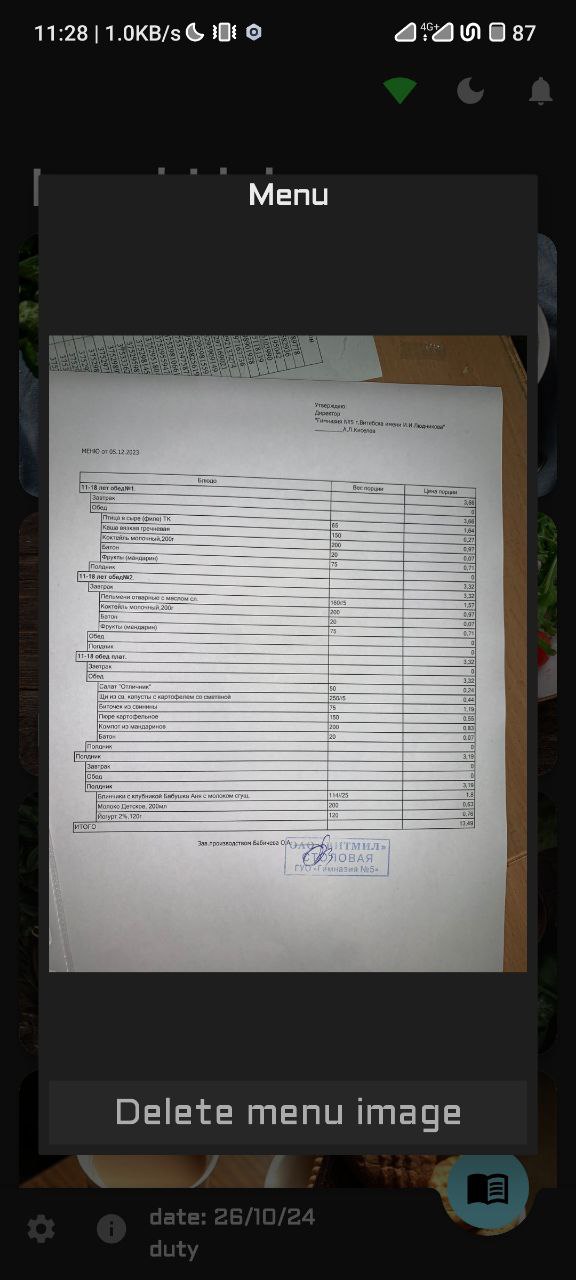 11:28 | 1.0KB/s 4G+ 87
Menu
Утверждаю:
Директор
"Гимназия №5 г.Витебска имени И.И.Людникова"
А.Л.Киселов
МЕНЮ от 05.12.2023
Блюдо Вес порции Цена порции
11-18 лет обед№1. 3,66
Завтрак 0
Обед 3,66
Птица в сыре (филе) ТК 65 1,64
Каша вязкая гречневая 150 0,27
Коктейль молочный,200г 200 0,97
Батон 20 0,07
Фрукты (мандарин) 75 0,71
Полдник 0
11-18 лет обед№2. 3,32
Завтрак 3,32
Пельмени отварные с маслом сл. 160/5 1,57
Коктейль молочный,200г 200 0,97
Батон 20 0,07
Фрукты (мандарин) 75 0,71
Обед 0
Полдник 0
11-18 обед плат. 3,32
Завтрак 0
Обед 3,32
Салат "Отличник" 50 0,24
Щи из св. капусты с картофелем со сметаной 250/5 0,44
Биточек из свинины 75 1,19
Пюре картофельное 150 0,55
Компот из мандаринов 200 0,83
Батон 20 0,07
Полдник 0
Полдник 3,19
Завтрак 0
Обед 0
Полдник 3,19
Блинчики с клубникой Бабушка Аня с молоком сгущ. 114//25 1,8
Молоко Детское, 200мл 200 0,63
Йогурт 2%,120г 120 0,76
ИТОГО 13,49
Зав.производством Бабичева О.А.
ОАО «ВИТМИЛ»
СТОЛОВАЯ
ГУО «Гимназия №5»
Delete menu image
date: 26/10/24
duty